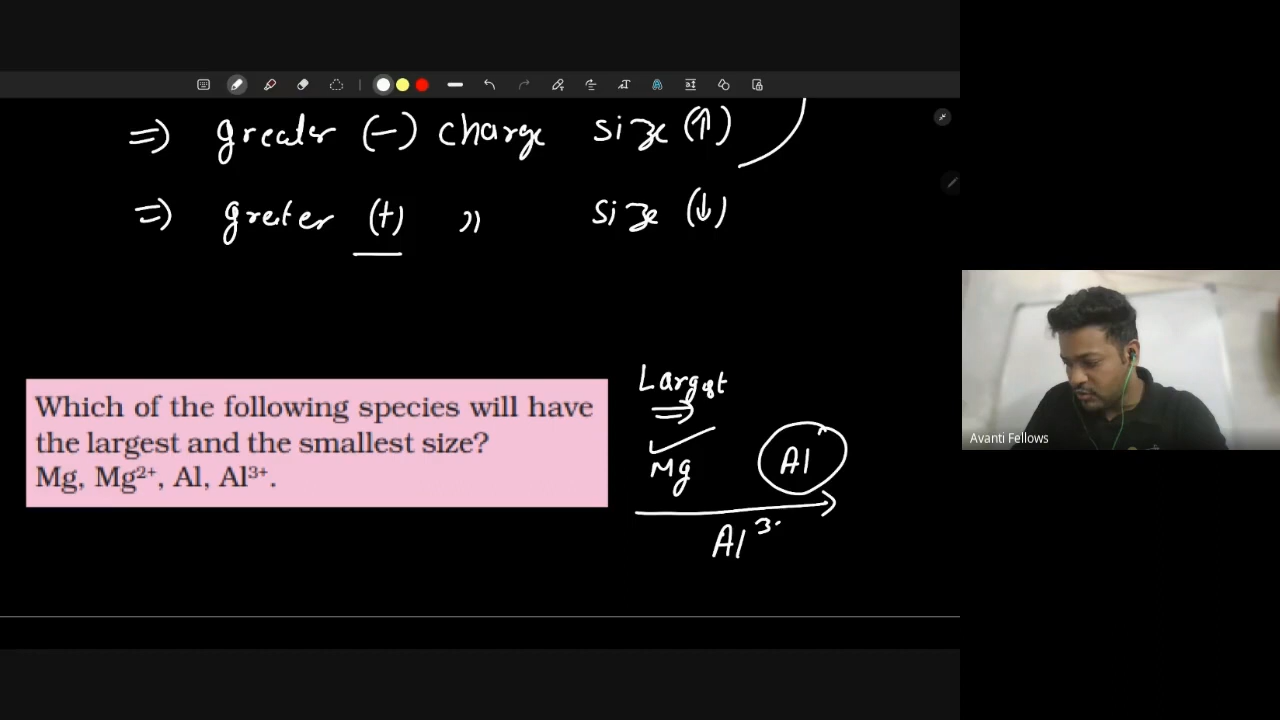 =) greater (-) charge size (↑)
=) greter (+) " size (↓)
Which of the following species will have
the largest and the smallest size?
Mg, Mg²⁺, Al, Al³⁺.
Largest
Mg Al
Al³
Avanti Fellows